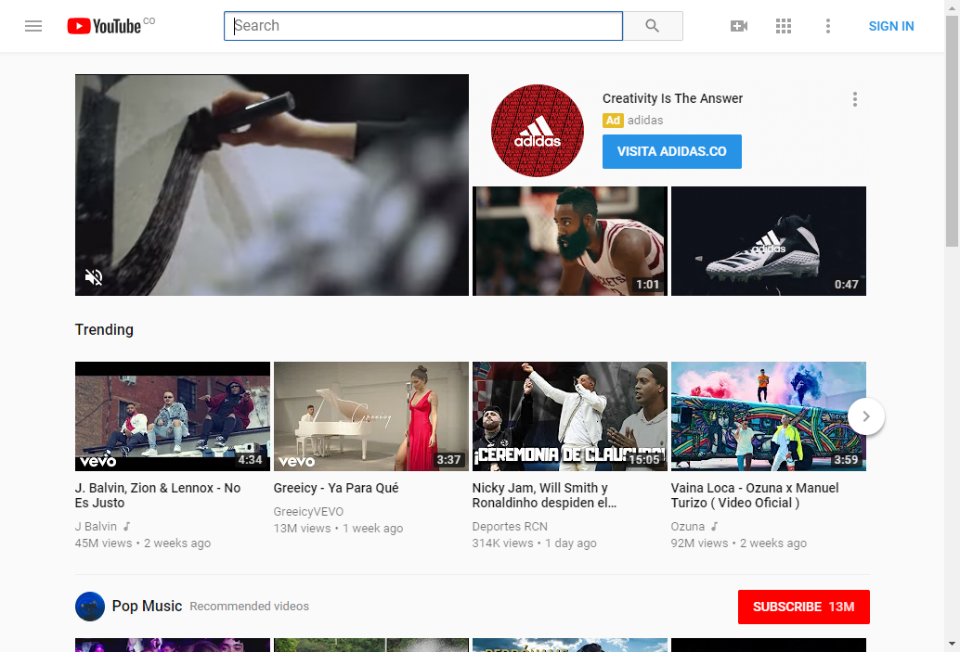 YouTube CO
Search
SIGN IN
Creativity Is The Answer
Ad adidas
VISITA ADIDAS.CO
adidas
adidas
1:01
0:47
Trending
vevo 4:34
Greeicy
vevo 3:37
¡CEREMONIA DE CLAUSURA!
15:05
3:59
J. Balvin, Zion & Lennox - No
Es Justo
J Balvin
45M views • 2 weeks ago
Greeicy - Ya Para Qué
GreeicyVEVO
13M views • 1 week ago
Nicky Jam, Will Smith y
Ronaldinho despiden el...
Deportes RCN
314K views • 1 day ago
Vaina Loca - Ozuna x Manuel
Turizo ( Video Oficial )
Ozuna
92M views • 2 weeks ago
Pop Music Recommended videos
SUBSCRIBE 13M